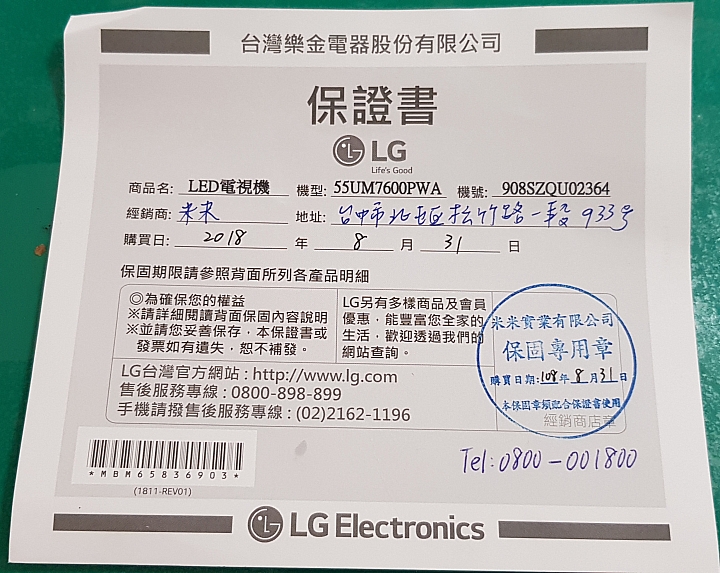 台灣樂金電器股份有限公司
保證書
LG
Life's Good
商品名: LED電視機 機型: 55UM7600PWA 機號: 908SZQU02364
經銷商: 米米 地址: 台中市北屯區松竹路一段933号
購買日: 2018 年 8 月 31 日
保固期限請參照背面所列各產品明細
◎為確保您的權益
※請詳細閱讀背面保固內容說明
※並請您妥善保存，本保證書或
發票如有遺失，恕不補發。
LG另有多樣商品及會員
優惠，能豐富您全家的
生活，歡迎透過我們的
網站查詢。
米米實業有限公司
保固專用章
購買日期:108年8月31日
本保固章須配合保證書使用
經銷商店章
LG台灣官方網站 : http://www.lg.com
售後服務專線 : 0800-898-899
手機請撥售後服務專線 : (02)2162-1196
Tel:0800-001800
*MBM65836903*
(1811-REV01)
LG Electronics